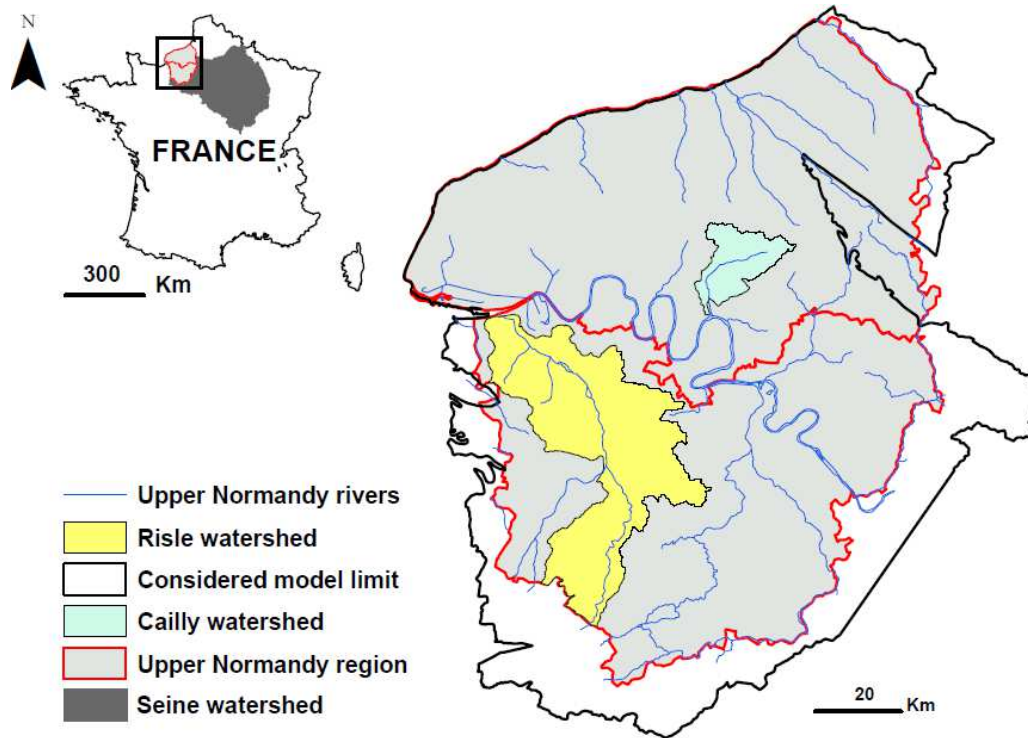 N
FRANCE
300
Km
Upper Normandy rivers
Risle watershed
Considered model limit
Cailly watershed
Upper Normandy region
Seine watershed
20
Km